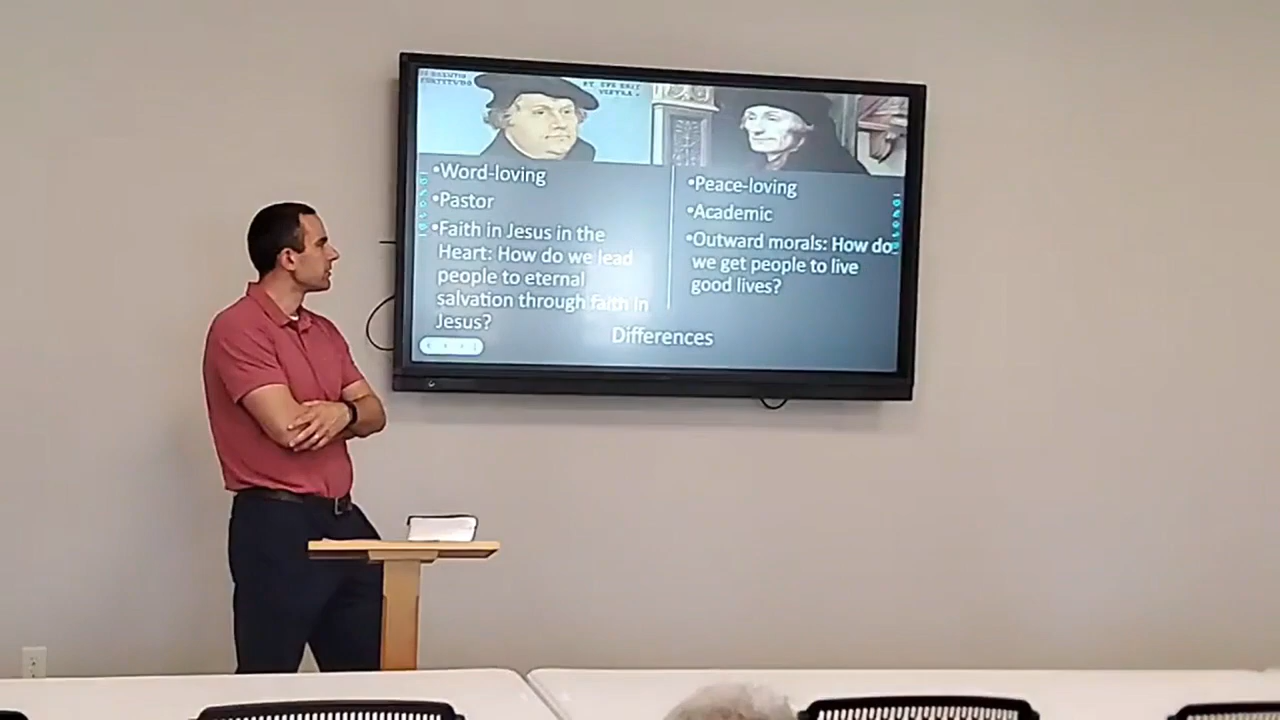 FORTITVDO
•Word-loving
•Pastor
•Faith in Jesus in the
Heart: How do we lead
people to eternal
salvation through faith in
Jesus?
•Peace-loving
•Academic
•Outward morals: How do
we get people to live
good lives?
Differences